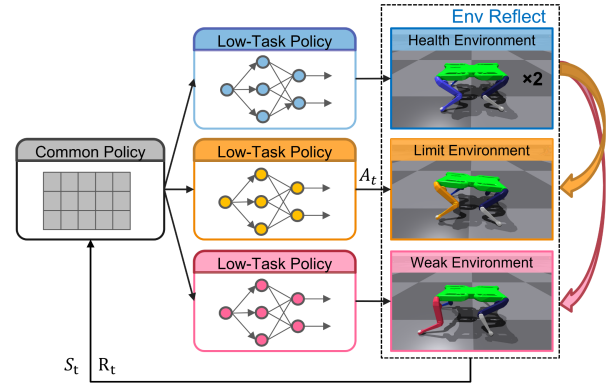 Env Reflect
Low-Task Policy
Health Environment
×2
Common Policy
Low-Task Policy
Limit Environment
A_t
Low-Task Policy
Weak Environment
S_t R_t